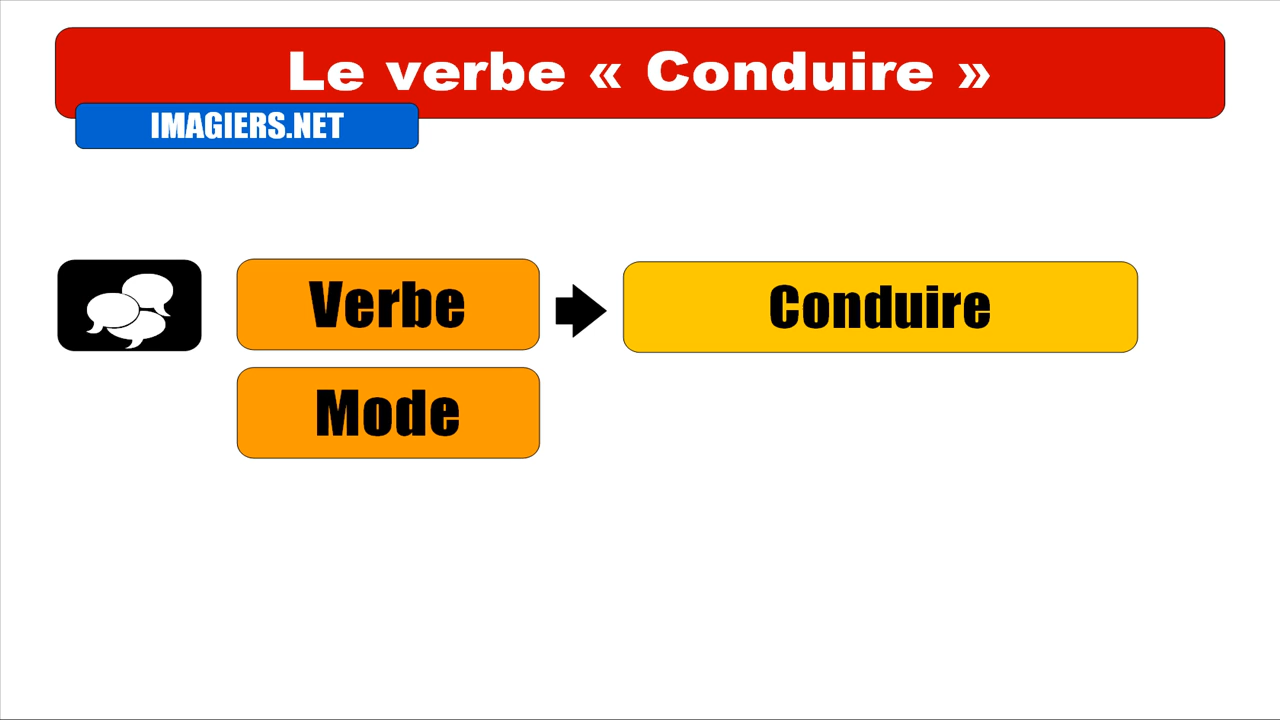 Le verbe « Conduire »
IMAGIERS.NET
Verbe
Conduire
Mode